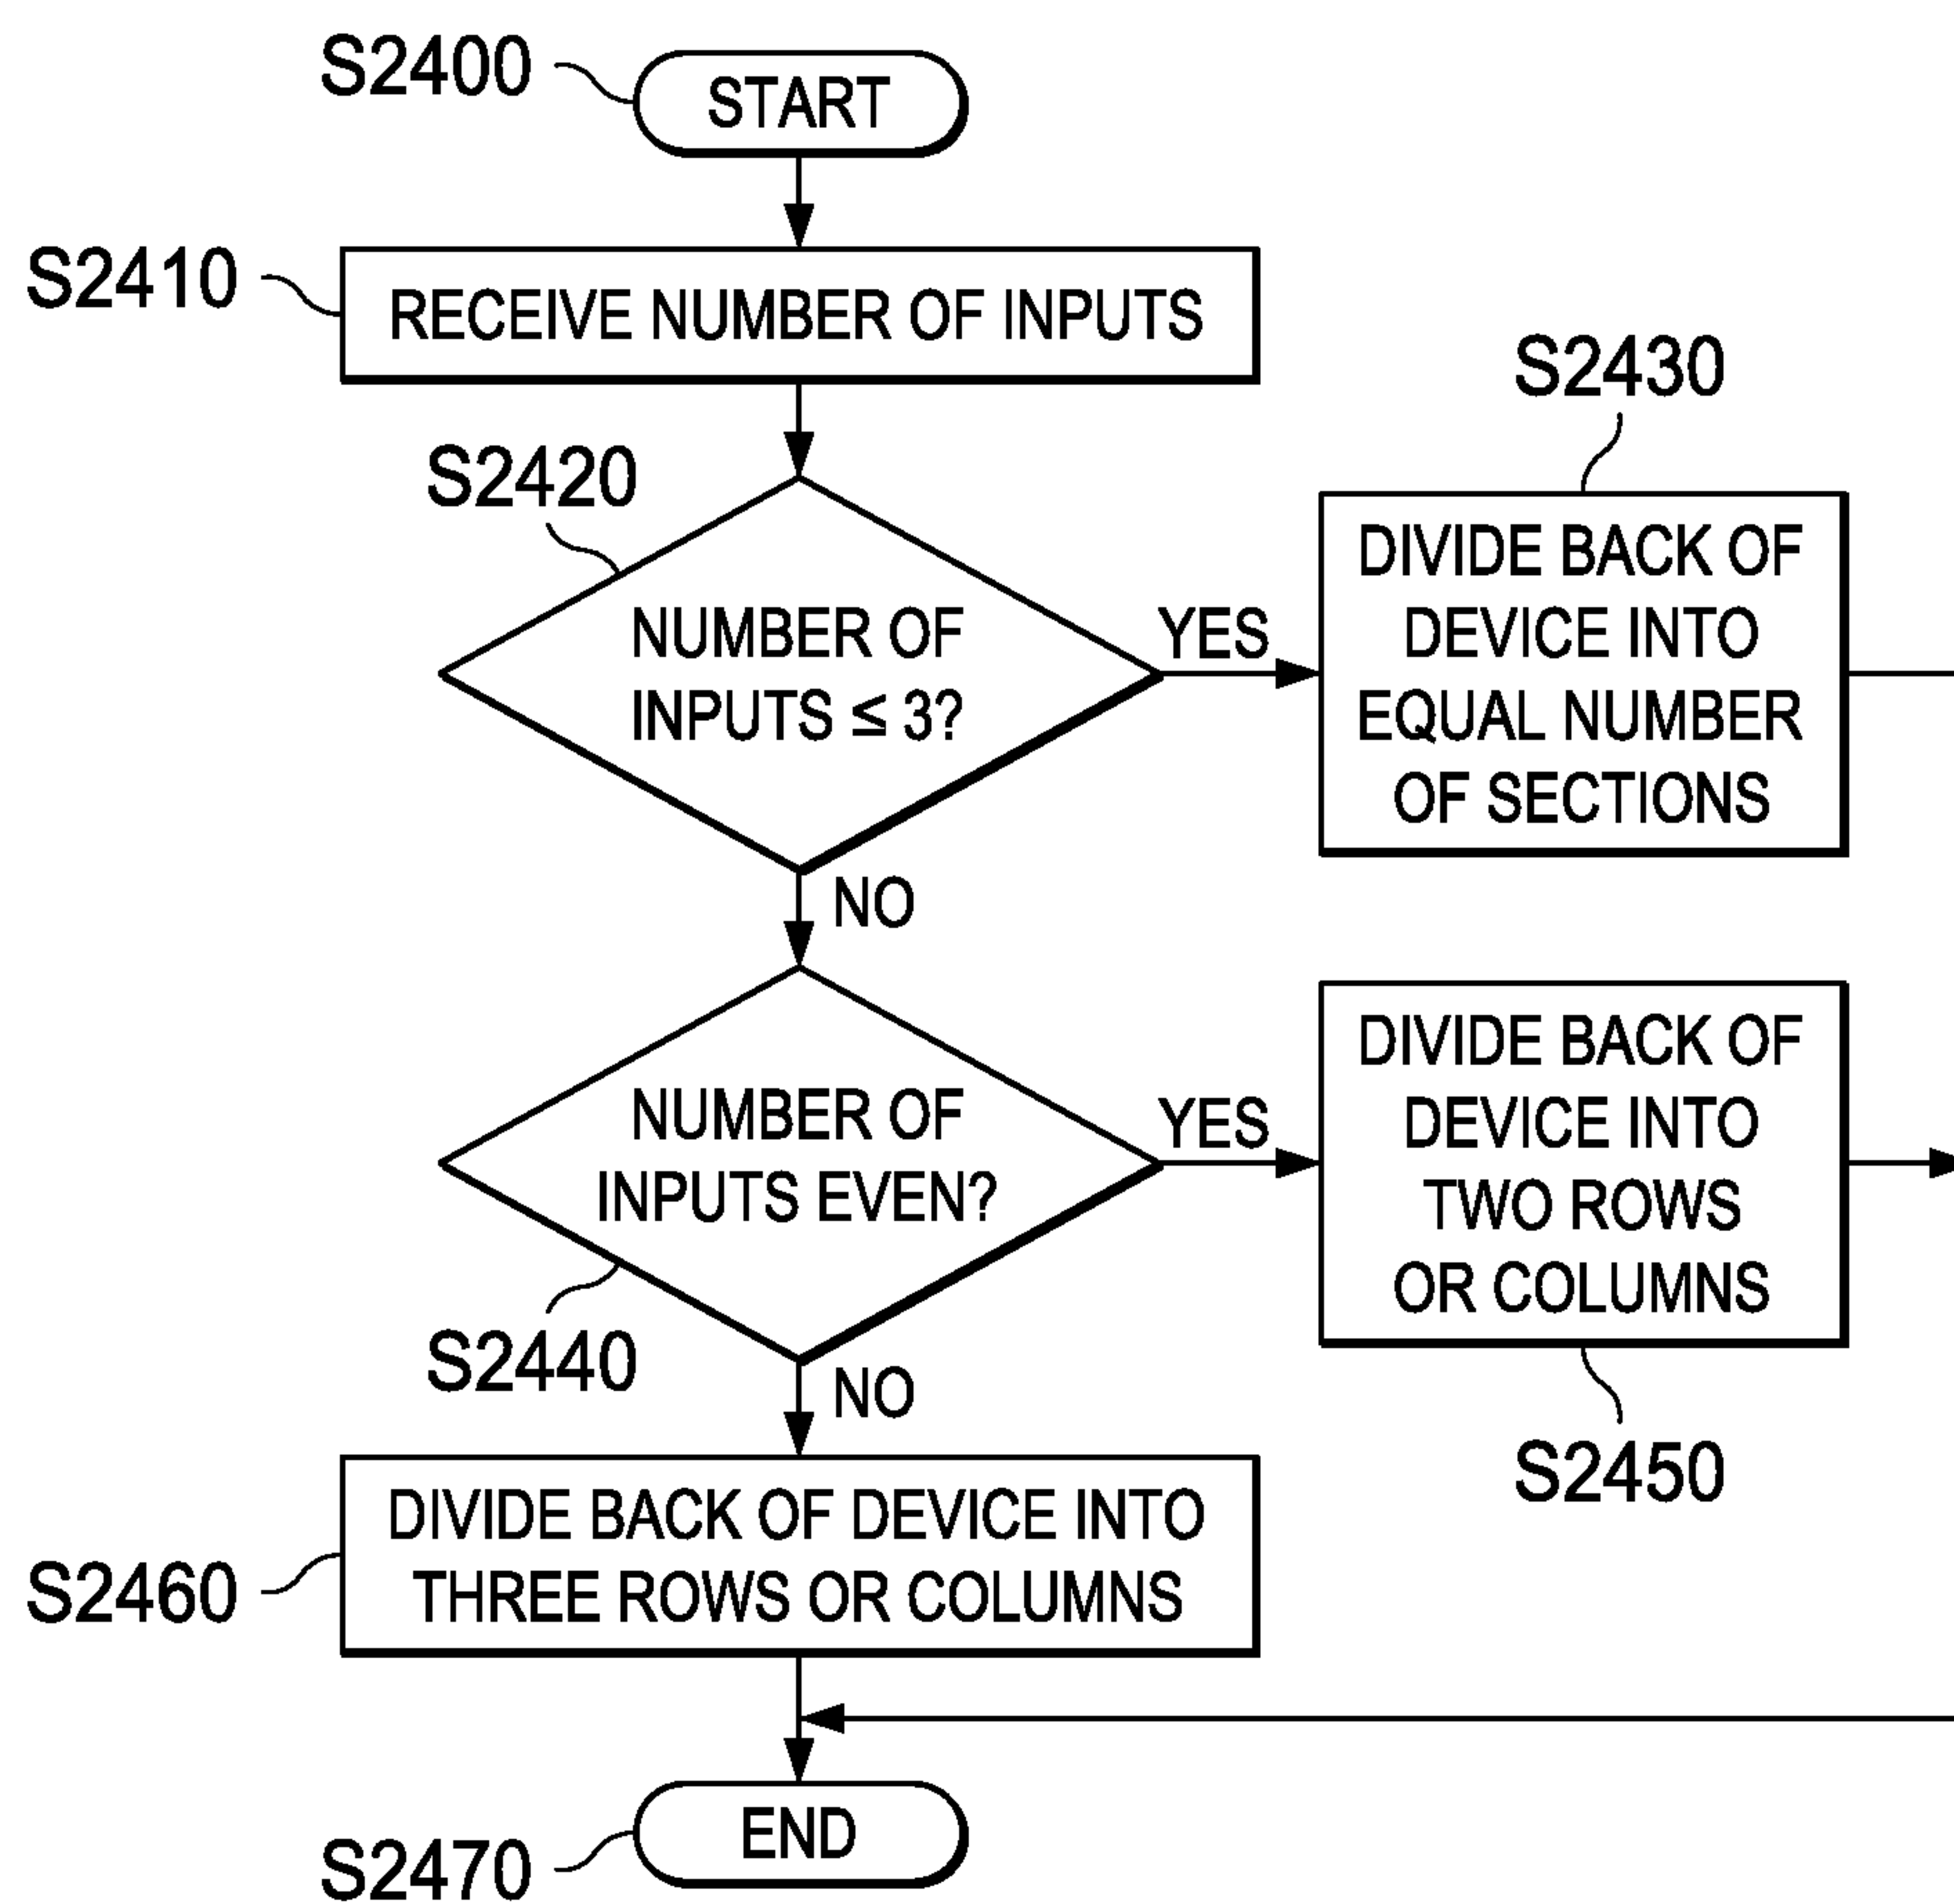 S2400
START
S2410
RECEIVE NUMBER OF INPUTS
S2420
NUMBER OF
INPUTS ≤ 3?
YES
S2430
DIVIDE BACK OF
DEVICE INTO
EQUAL NUMBER
OF SECTIONS
NO
NUMBER OF
INPUTS EVEN?
S2440
YES
DIVIDE BACK OF
DEVICE INTO
TWO ROWS
OR COLUMNS
S2450
NO
DIVIDE BACK OF DEVICE INTO
THREE ROWS OR COLUMNS
S2460
END
S2470